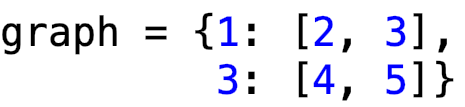 graph = {1: [2, 3],
         3: [4, 5]}